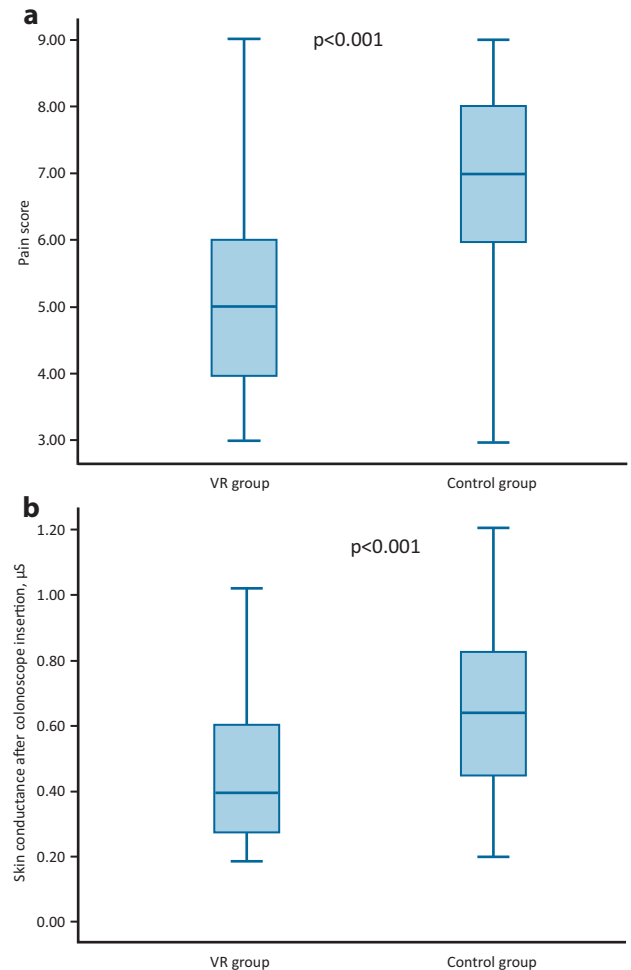 a
p<0.001
9.00
8.00
7.00
6.00
5.00
4.00
3.00
Pain score
VR group
Control group
b
p<0.001
1.20
1.00
0.80
0.60
0.40
0.20
0.00
Skin conductance after colonoscope insertion, µS
VR group
Control group